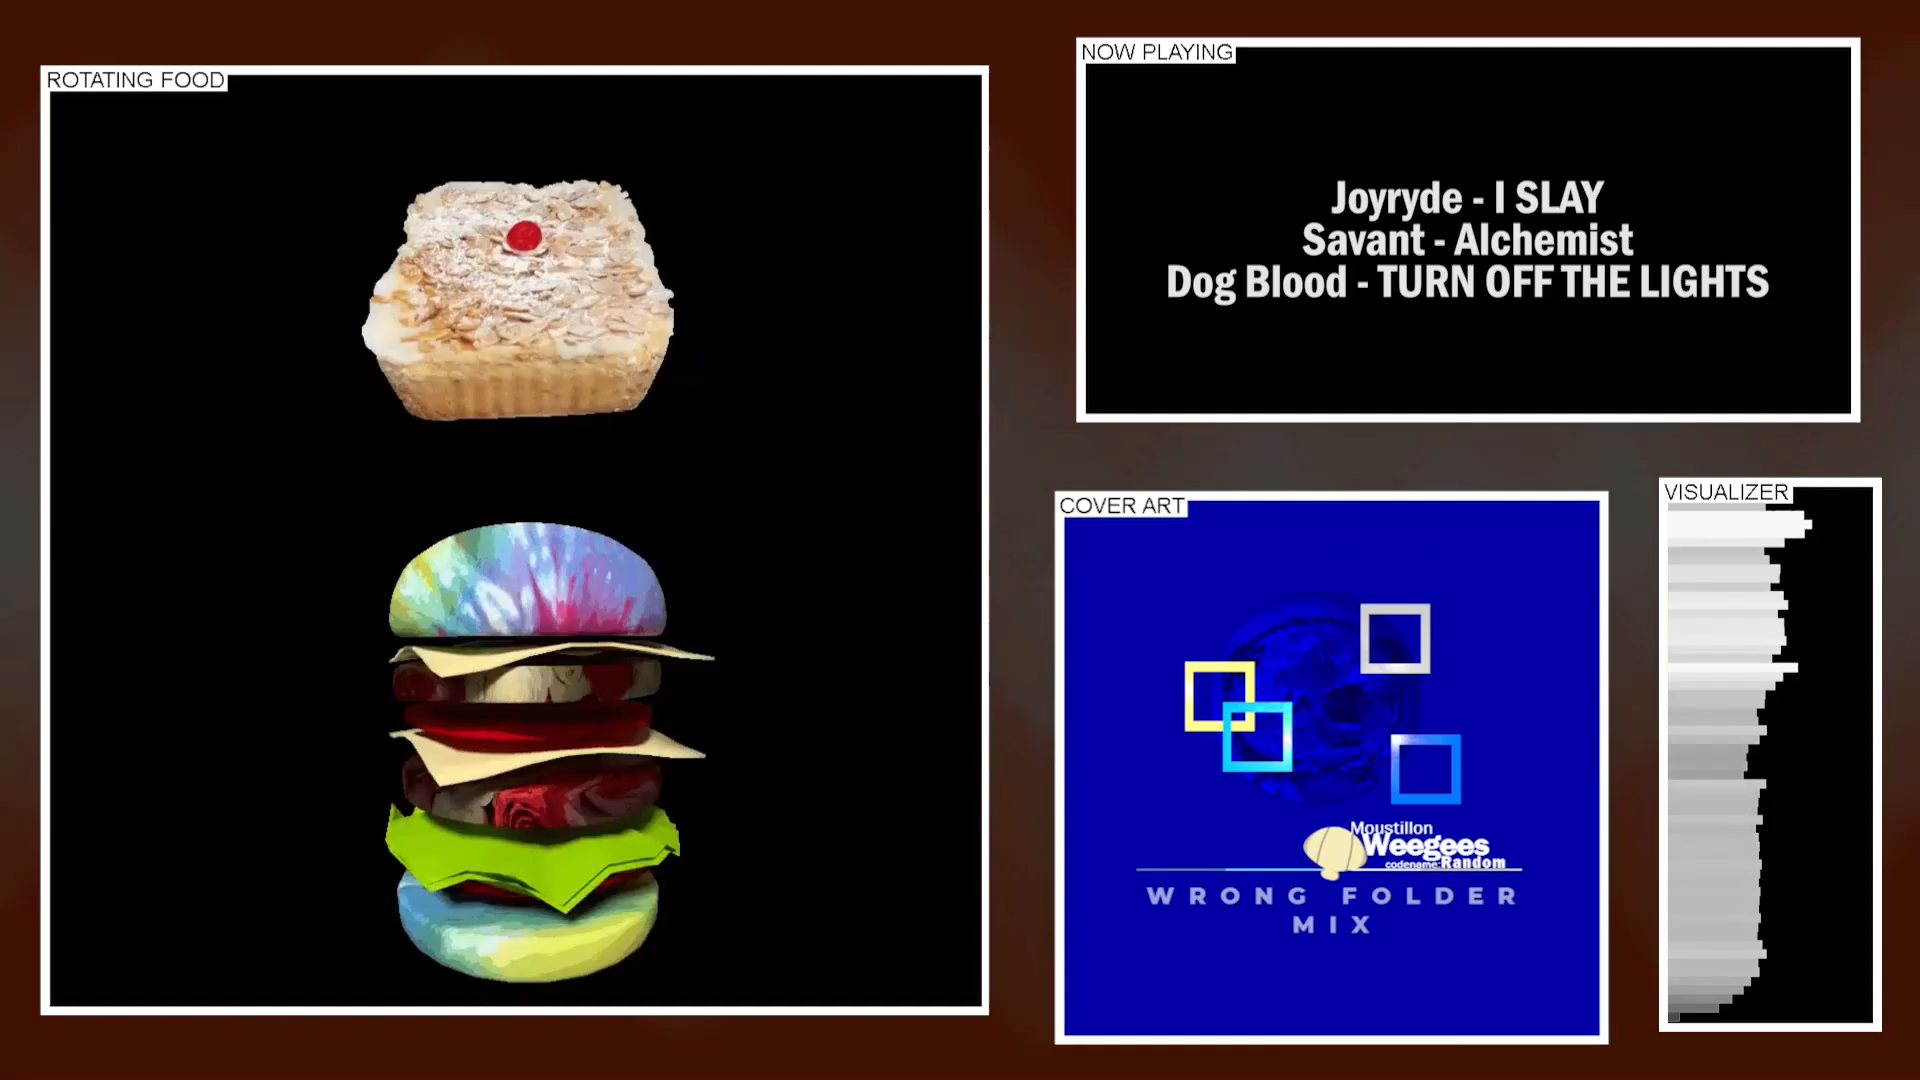 ROTATING FOOD
NOW PLAYING
Joyryde - I SLAY
Savant - Alchemist
Dog Blood - TURN OFF THE LIGHTS
COVER ART
Moustillon
Weegees
codename:Random
WRONG FOLDER
MIX
VISUALIZER